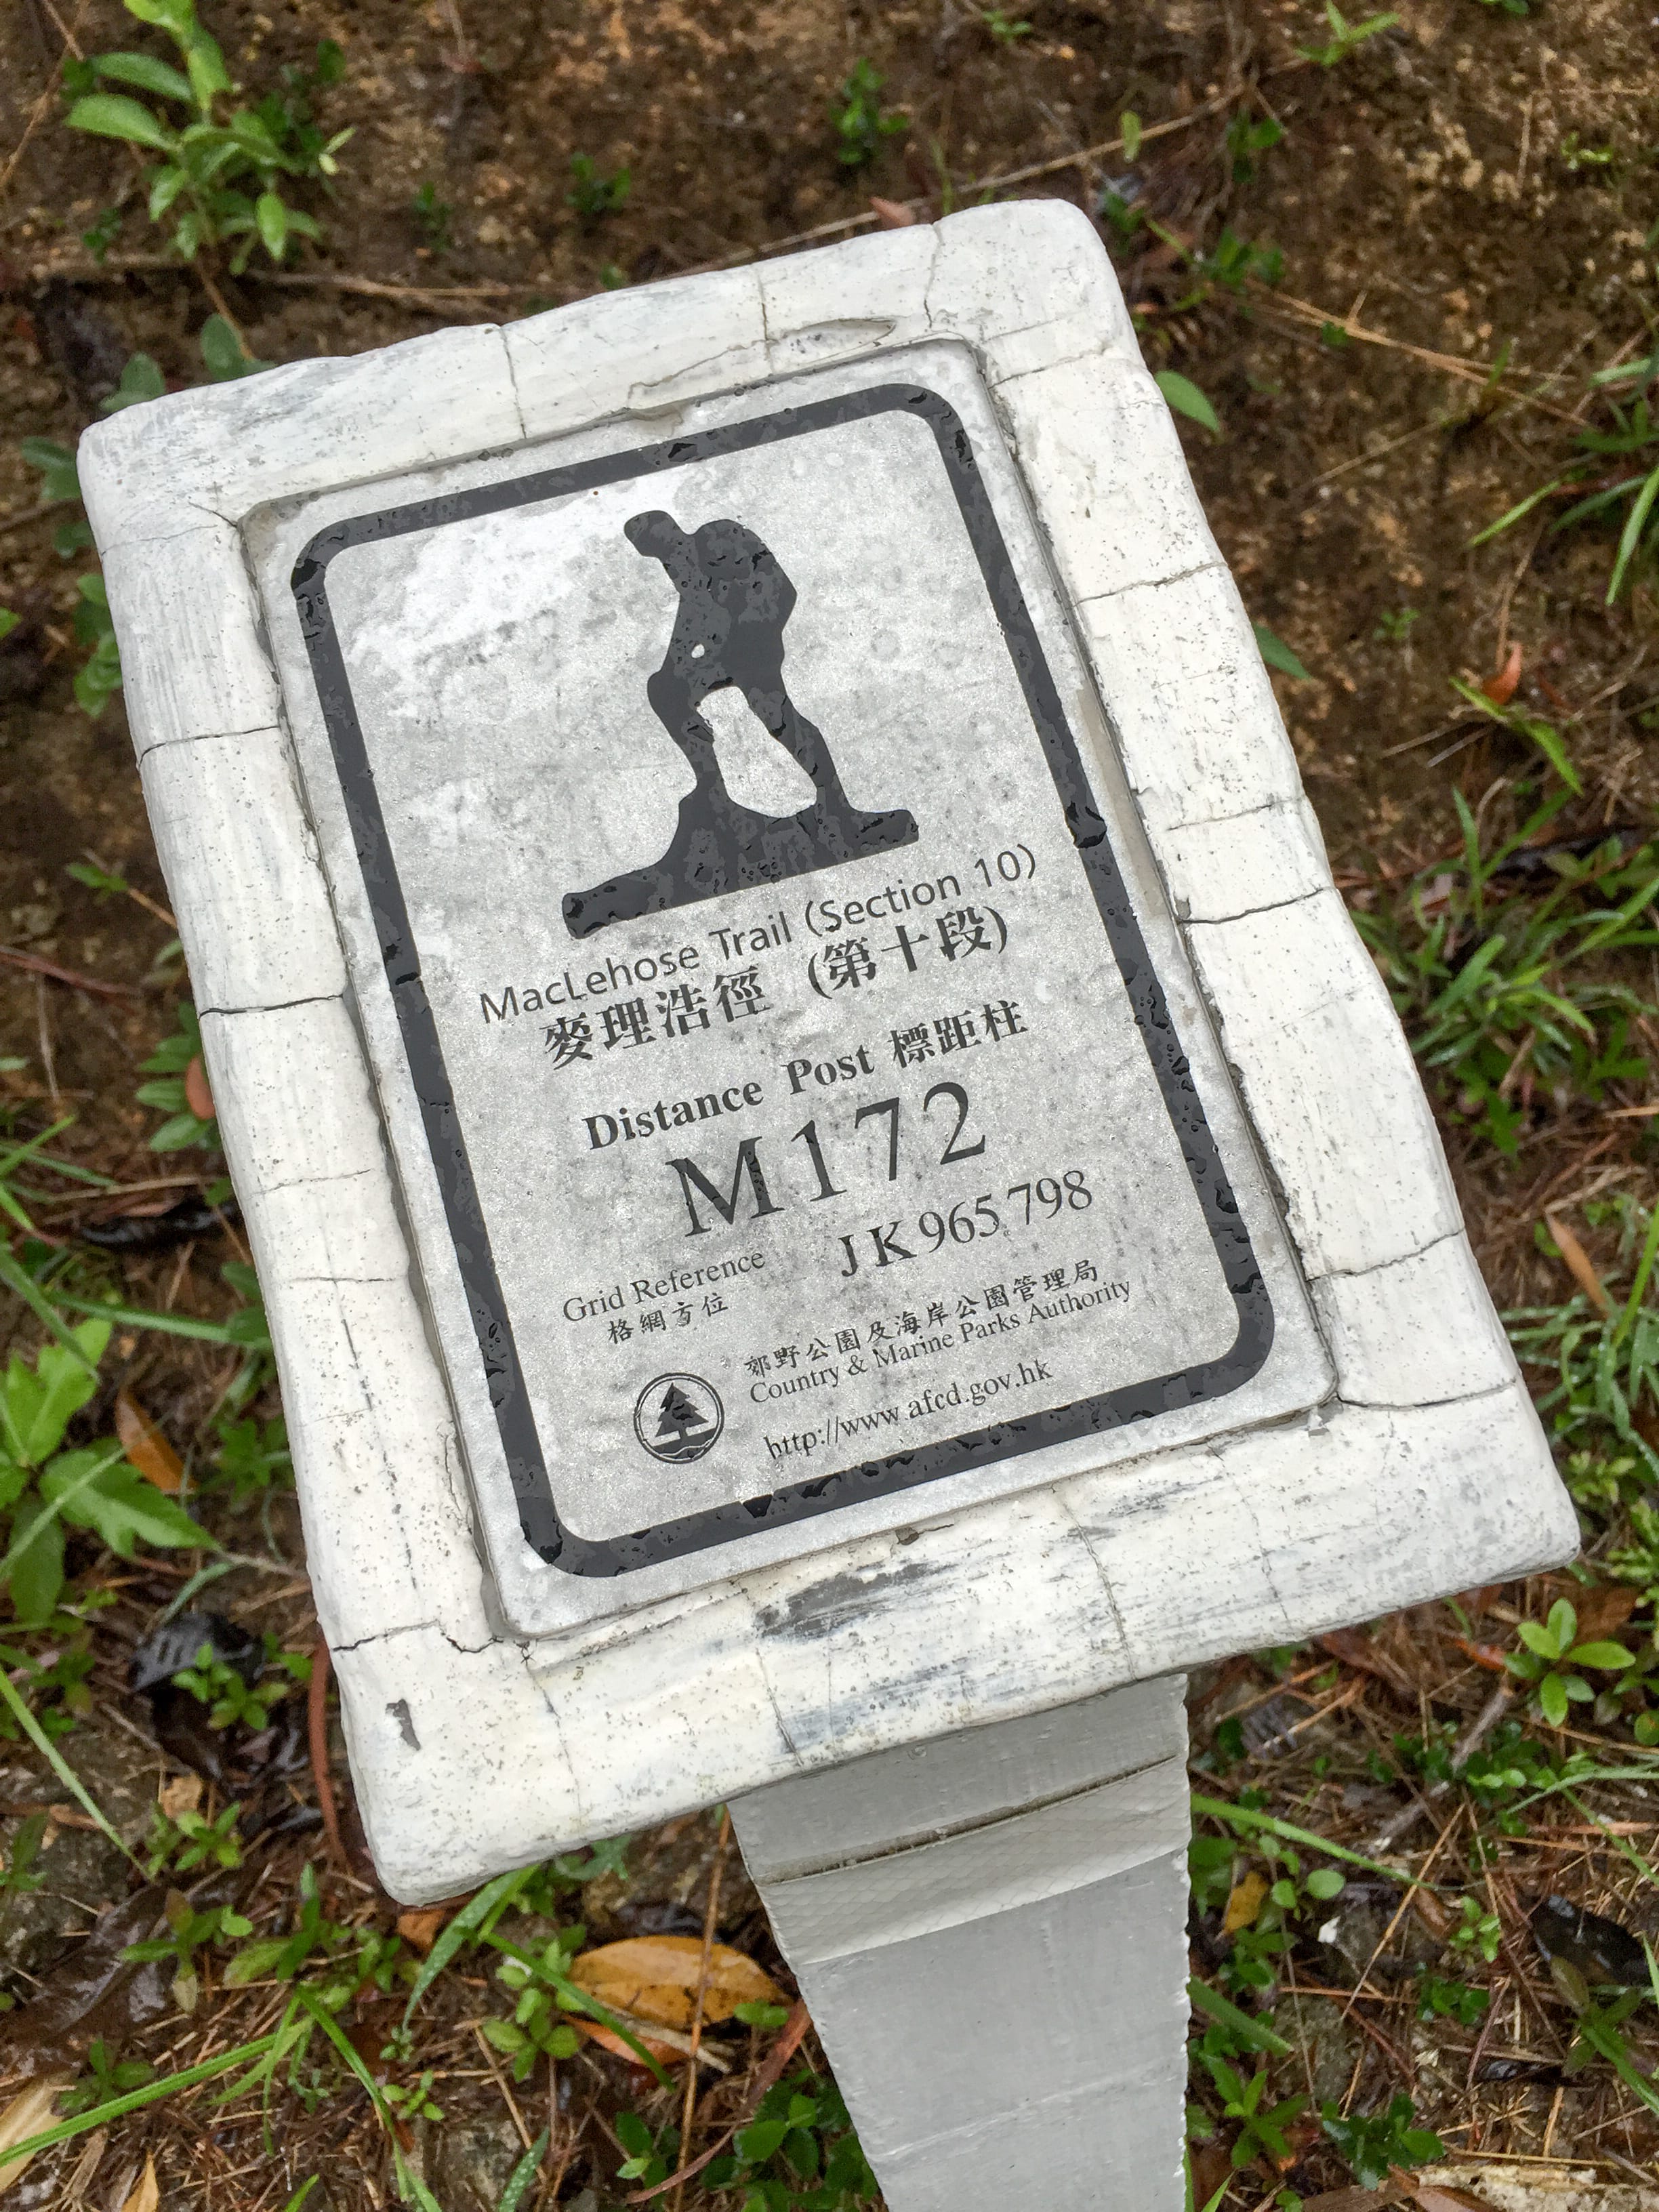 MacLehose Trail (Section 10)
麥理浩徑 (第十段)
Distance Post 標距柱
M172
Grid Reference JK 965 798
格網方位
郊野公園及海岸公園管理局
Country & Marine Parks Authority
http://www.afcd.gov.hk